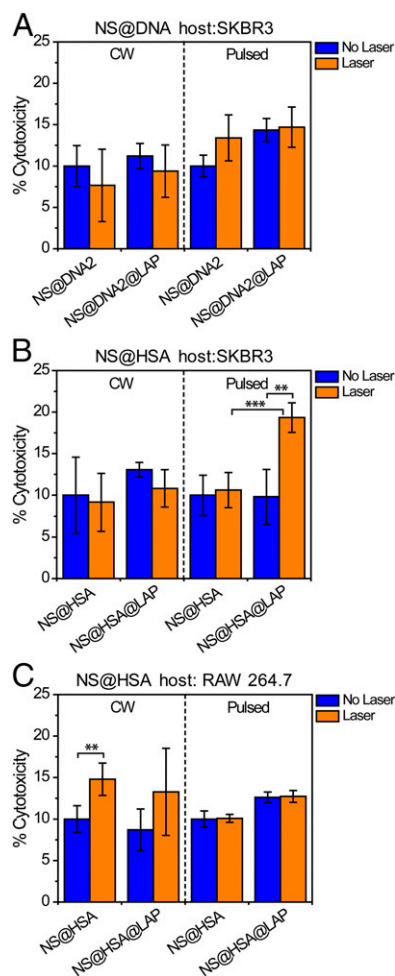 A
NS@DNA host:SKBR3
CW
Pulsed
No Laser
Laser
% Cytotoxicity
25
20
15
10
5
0
NS@DNA2
NS@DNA2@LAP
NS@DNA2
NS@DNA2@LAP
B
NS@HSA host:SKBR3
CW
Pulsed
No Laser
Laser
**
***
% Cytotoxicity
25
20
15
10
5
0
NS@HSA
NS@HSA@LAP
NS@HSA
NS@HSA@LAP
C
NS@HSA host: RAW 264.7
CW
Pulsed
No Laser
Laser
**
% Cytotoxicity
25
20
15
10
5
0
NS@HSA
NS@HSA@LAP
NS@HSA
NS@HSA@LAP